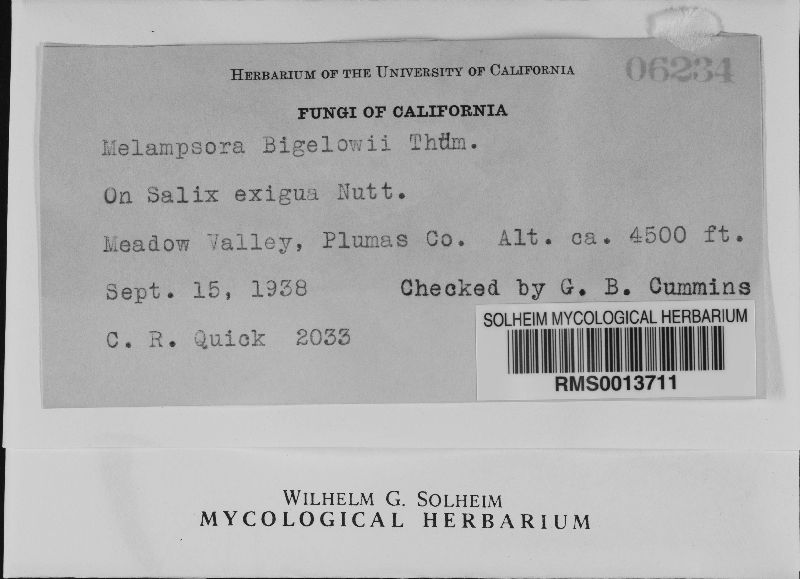 HERBARIUM OF THE UNIVERSITY OF CALIFORNIA
06234
FUNGI OF CALIFORNIA
Melampsora Bigelowii Thüm.
On Salix exigua Nutt.
Meadow Valley, Plumas Co. Alt. ca. 4500 ft.
Sept. 15, 1938 Checked by G. B. Cummins
C. R. Quick 2033
SOLHEIM MYCOLOGICAL HERBARIUM
RMS0013711
WILHELM G. SOLHEIM
MYCOLOGICAL HERBARIUM